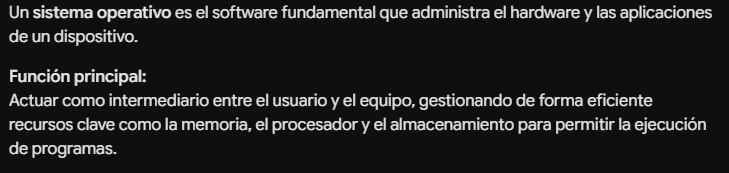 Un sistema operativo es el software fundamental que administra el hardware y las aplicaciones
de un dispositivo.
Función principal:
Actuar como intermediario entre el usuario y el equipo, gestionando de forma eficiente
recursos clave como la memoria, el procesador y el almacenamiento para permitir la ejecución
de programas.